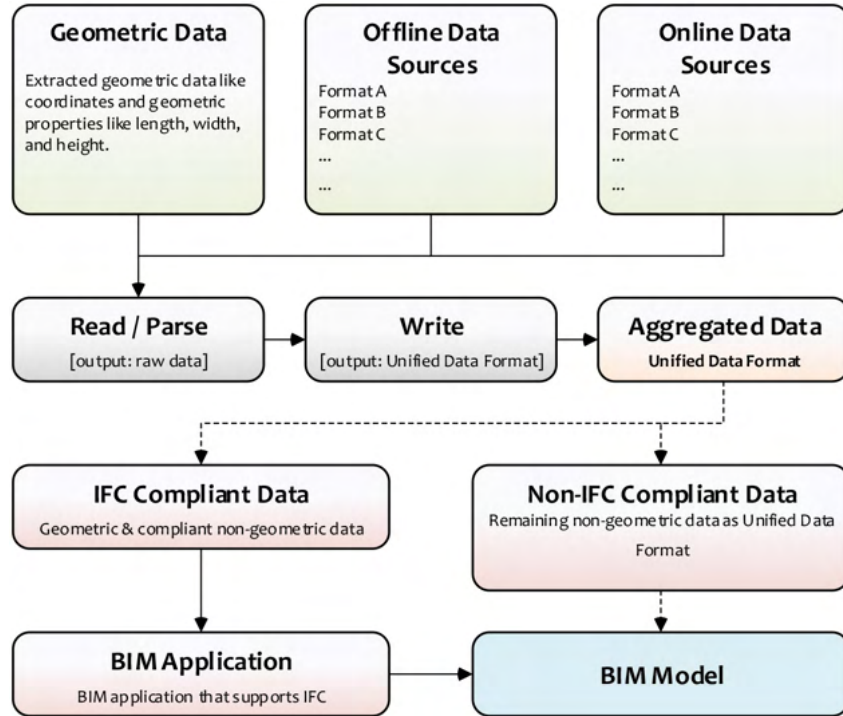 Geometric Data
Extracted geometric data like
coordinates and geometric
properties like length, width,
and height.
Offline Data
Sources
Format A
Format B
Format C
...
...
Online Data
Sources
Format A
Format B
Format C
...
...
Read / Parse
[output: raw data]
Write
[output: Unified Data Format]
Aggregated Data
Unified Data Format
IFC Compliant Data
Geometric & compliant non-geometric data
Non-IFC Compliant Data
Remaining non-geometric data as Unified Data
Format
BIM Application
BIM application that supports IFC
BIM Model